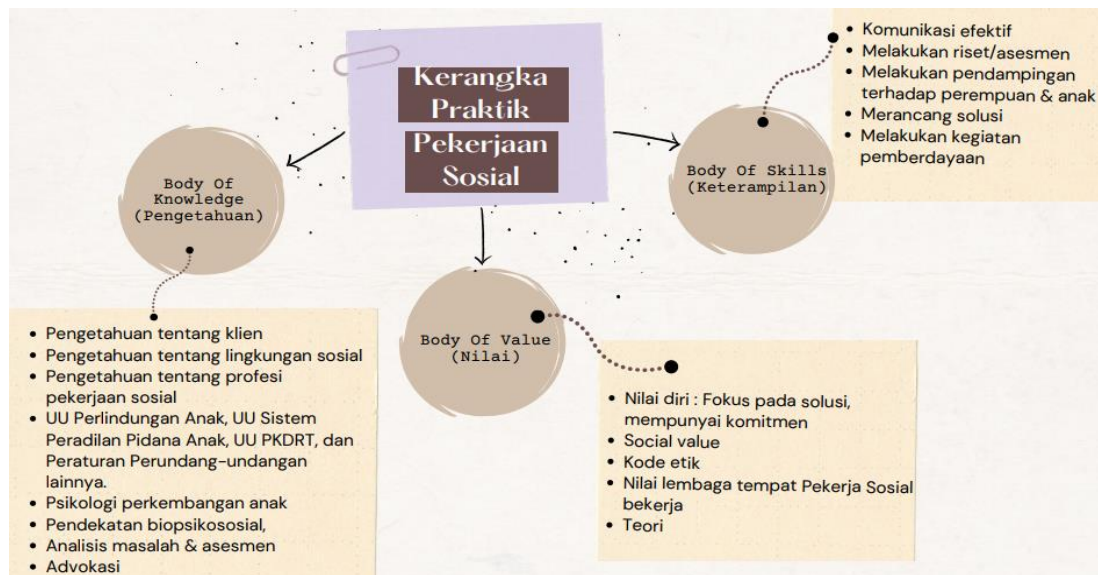 Kerangka
Praktik
Pekerjaan
Sosial
Body Of
Knowledge
(Pengetahuan)
• Pengetahuan tentang klien
• Pengetahuan tentang lingkungan sosial
• Pengetahuan tentang profesi
pekerjaan sosial
• UU Perlindungan Anak, UU Sistem
Peradilan Pidana Anak, UU PKDRT, dan
Peraturan Perundang-undangan
lainnya.
• Psikologi perkembangan anak
• Pendekatan biopsikososial,
• Analisis masalah & asesmen
• Advokasi
Body Of Value
(Nilai)
• Nilai diri : Fokus pada solusi,
mempunyai komitmen
• Social value
• Kode etik
• Nilai lembaga tempat Pekerja Sosial
bekerja
• Teori
Body Of Skills
(Keterampilan)
• Komunikasi efektif
• Melakukan riset/asesmen
• Melakukan pendampingan
terhadap perempuan & anak
• Merancang solusi
• Melakukan kegiatan
pemberdayaan